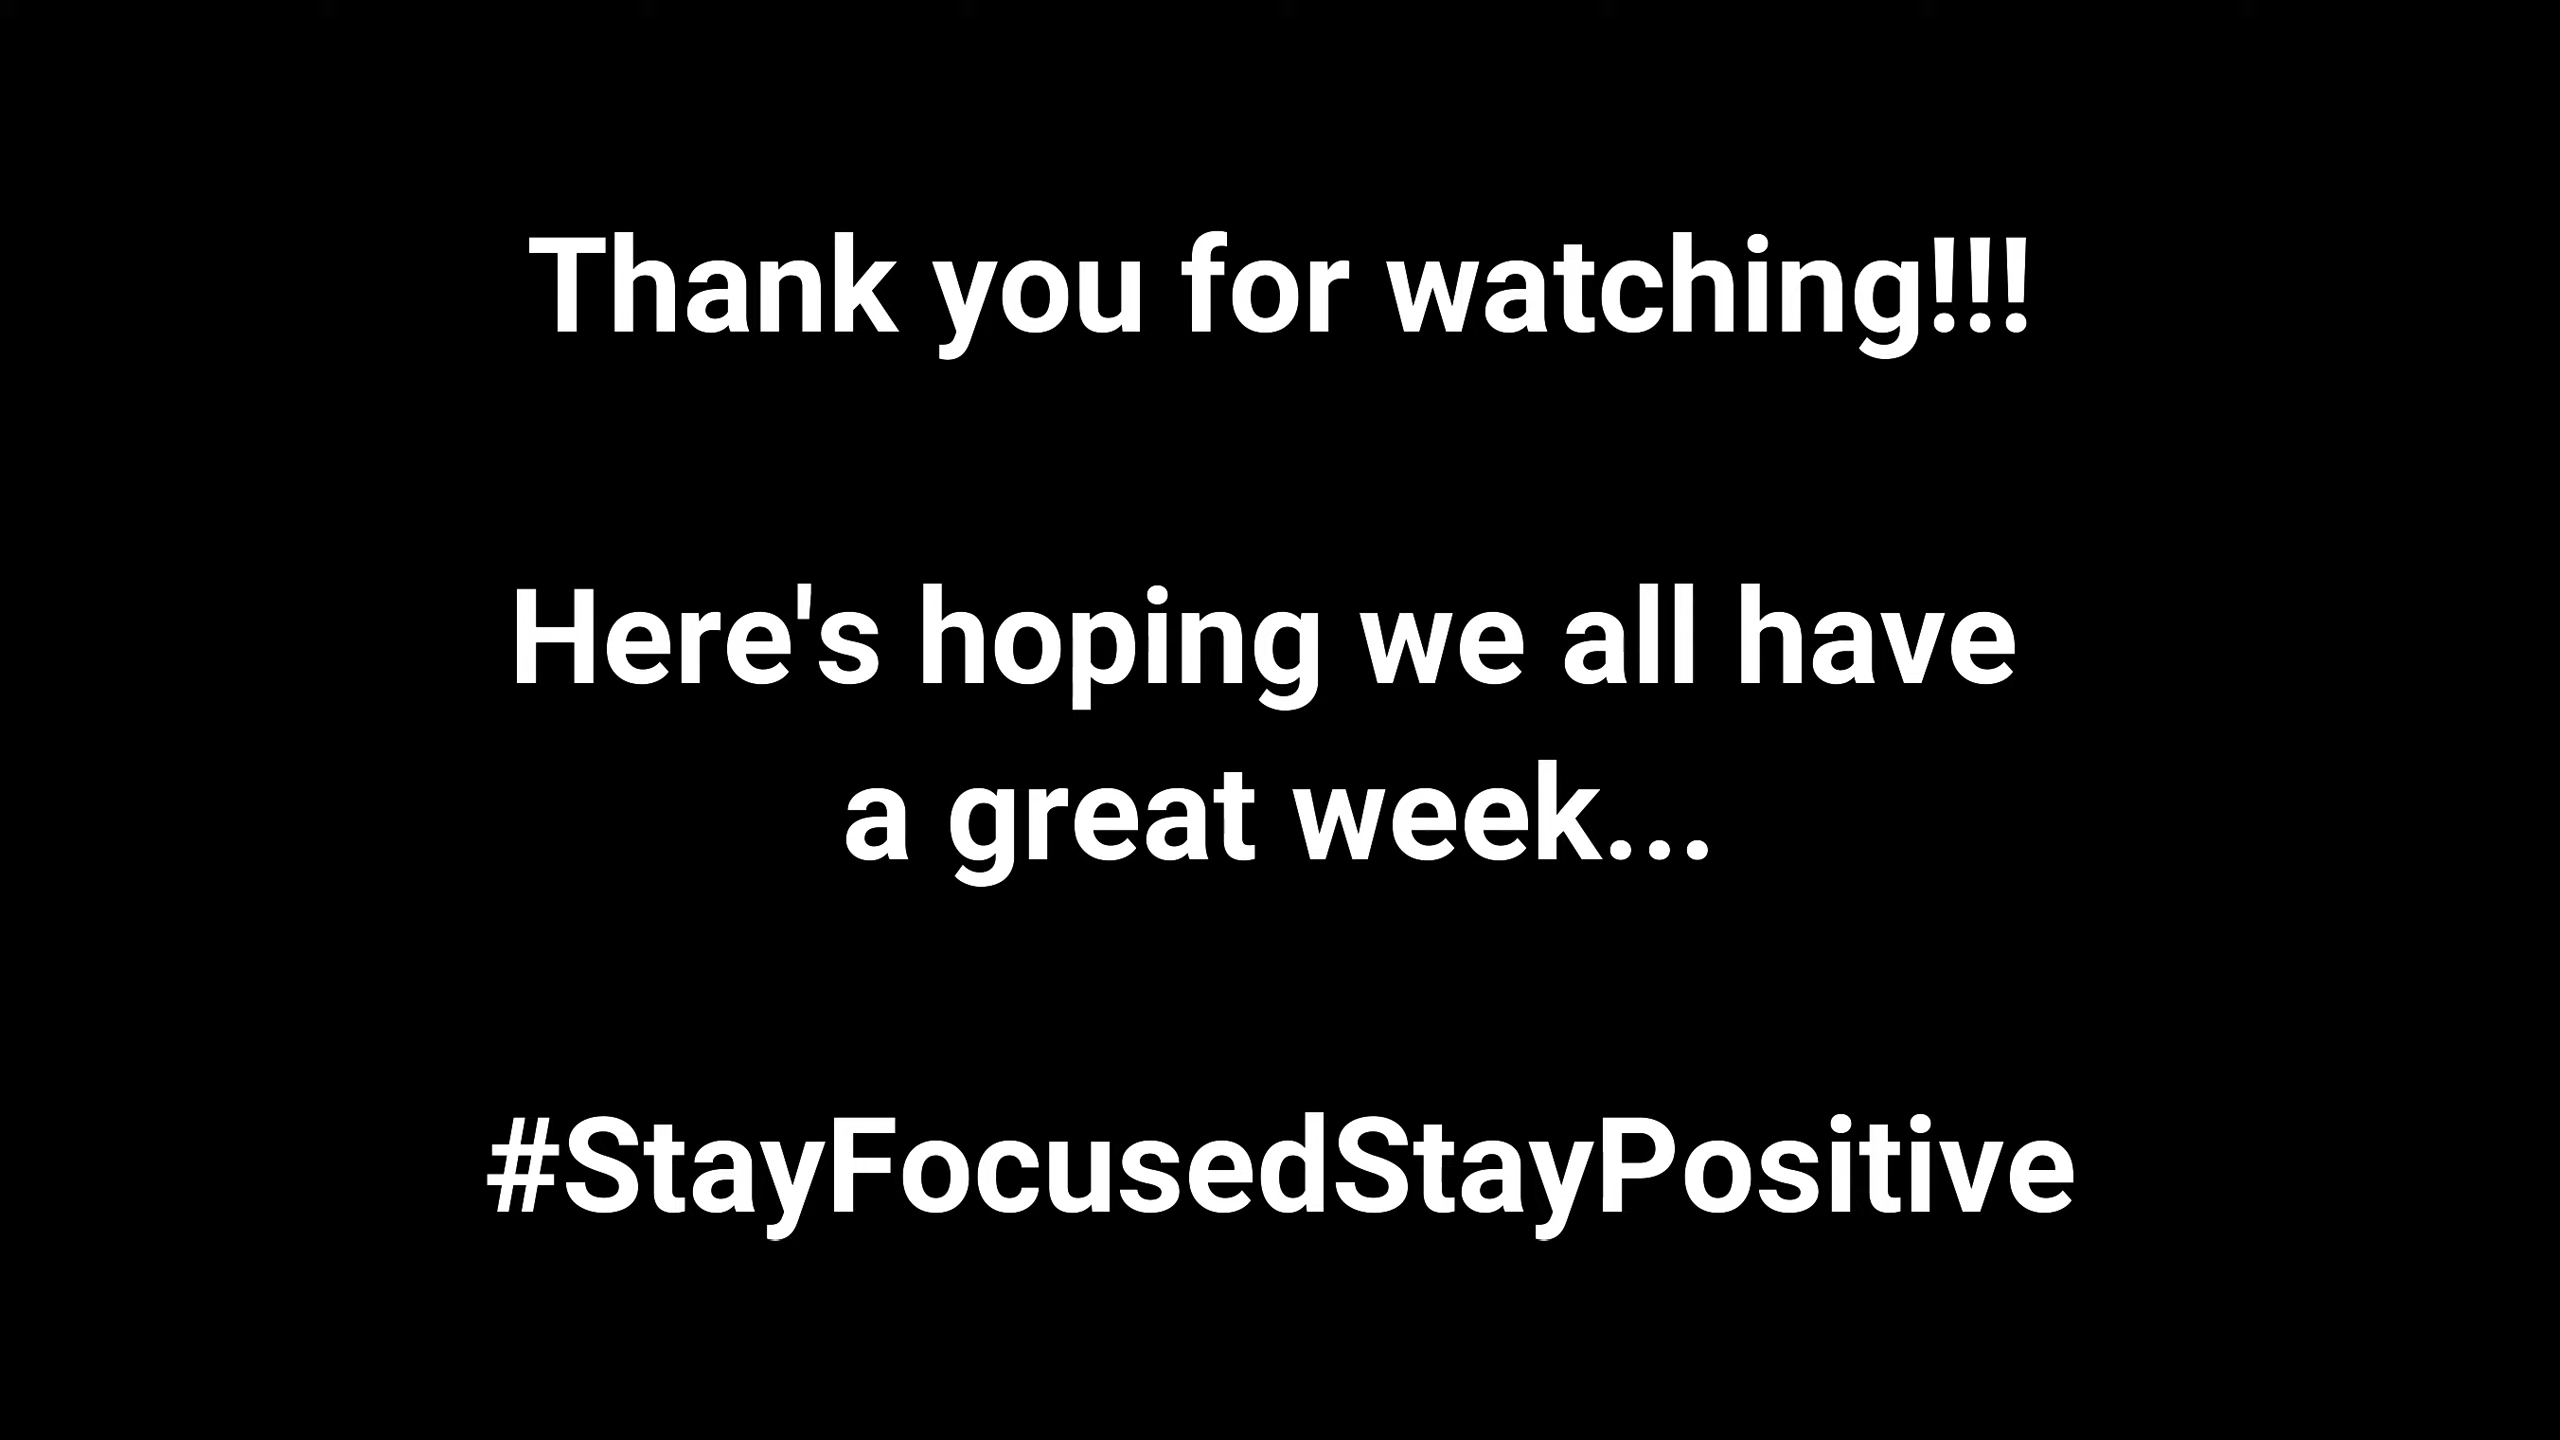 Thank you for watching!!!
Here's hoping we all have
a great week...
#StayFocusedStayPositive